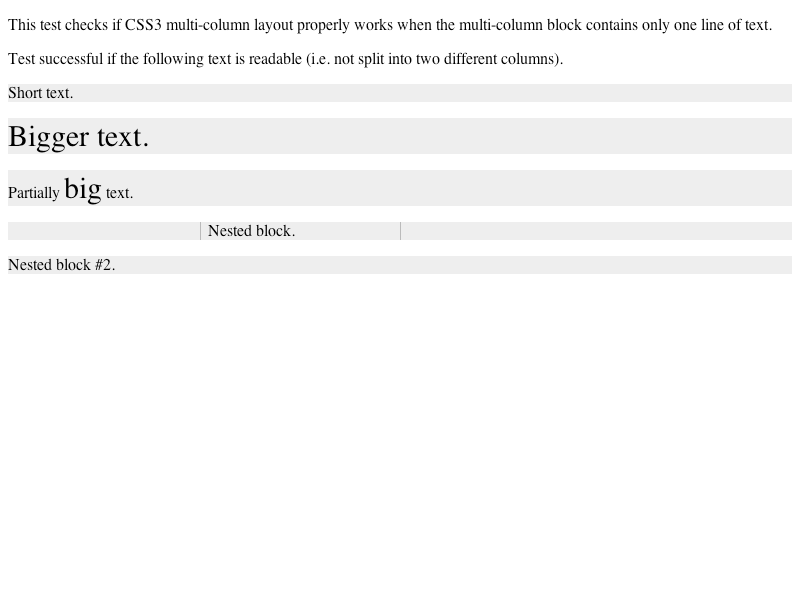 This test checks if CSS3 multi-column layout properly works when the multi-column block contains only one line of text.
Test successful if the following text is readable (i.e. not split into two different columns).
Short text.
Bigger text.
Partially big text.
Nested block.
Nested block #2.